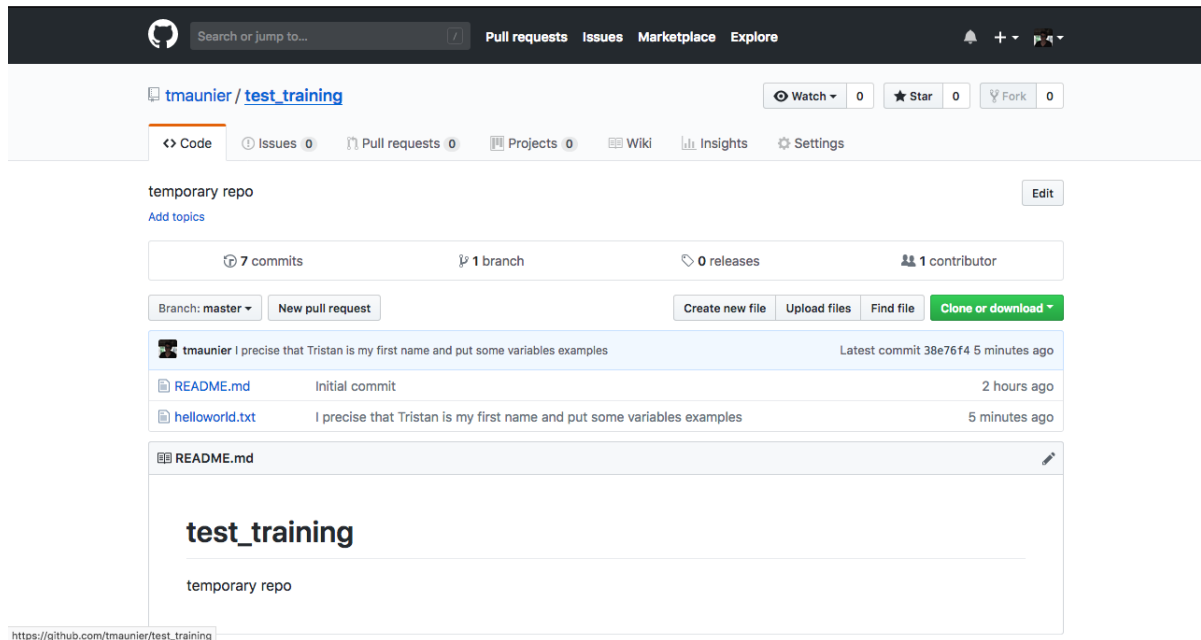 Search or jump to... / Pull requests Issues Marketplace Explore
tmaunier / test_training Watch 0 Star 0 Fork 0
Code Issues 0 Pull requests 0 Projects 0 Wiki Insights Settings
temporary repo Edit
Add topics
7 commits 1 branch 0 releases 1 contributor
Branch: master New pull request Create new file Upload files Find file Clone or download
tmaunier I precise that Tristan is my first name and put some variables examples Latest commit 38e76f4 5 minutes ago
README.md Initial commit 2 hours ago
helloworld.txt I precise that Tristan is my first name and put some variables examples 5 minutes ago
README.md
test_training
temporary repo
https://github.com/tmaunier/test_training